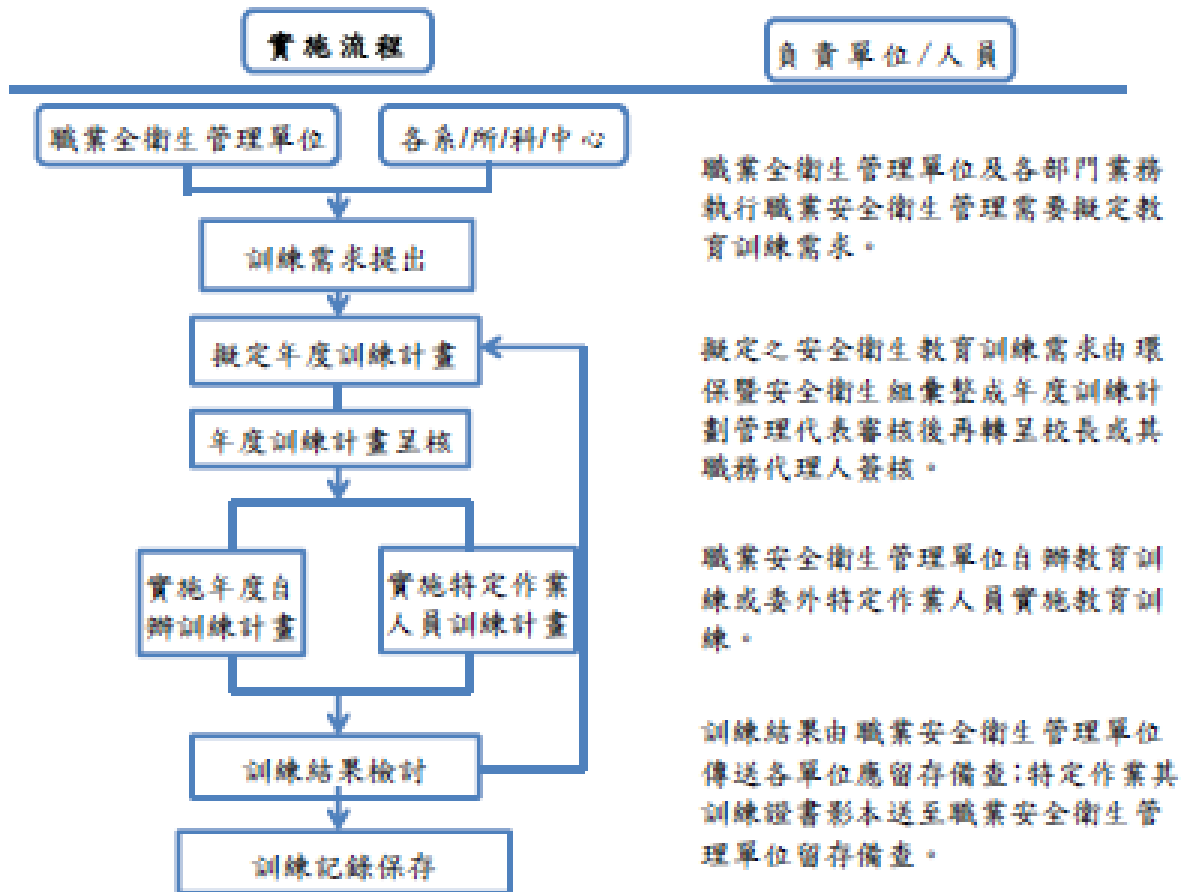 實施流程
負責單位/人員
職業全衛生管理單位
各系/所/科/中心
職業全衛生管理單位及各部門業務
執行職業安全衛生管理需要擬定教
育訓練需求。
訓練需求提出
擬定年度訓練計畫
擬定之安全衛生教育訓練需求由環
保暨安全衛生組彙整成年度訓練計
劃管理代表審核後再轉呈校長或其
職務代理人簽核。
年度訓練計畫呈核
實施年度自
辦訓練計畫
實施特定作業
人員訓練計畫
職業安全衛生管理單位自辦教育訓
練或委外特定作業人員實施教育訓
練。
訓練結果檢討
訓練結果由職業安全衛生管理單位
傳送各單位應留存備查;特定作業其
訓練證書影本送至職業安全衛生管
理單位留存備查。
訓練記錄保存